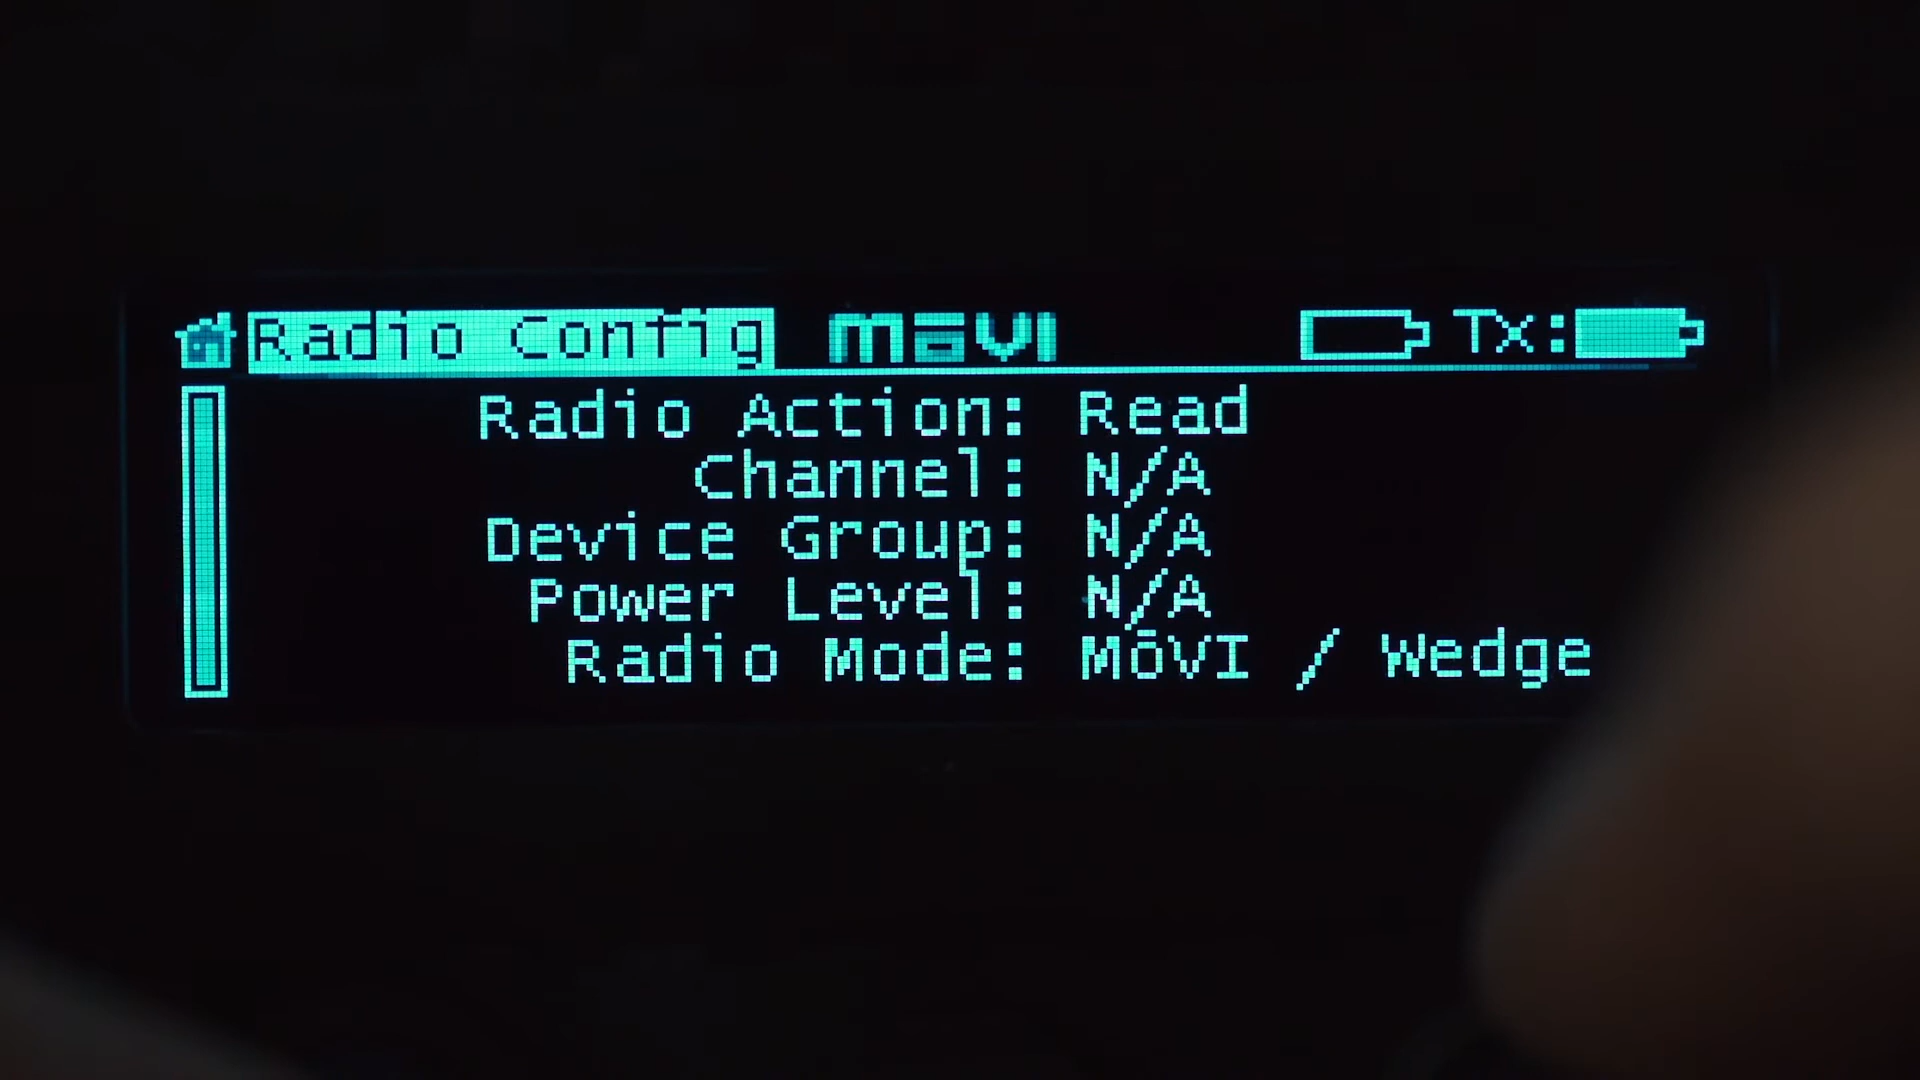 Radio Config mōvi Tx:
Radio Action: Read
Channel: N/A
Device Group: N/A
Power Level: N/A
Radio Mode: MōVI / Wedge